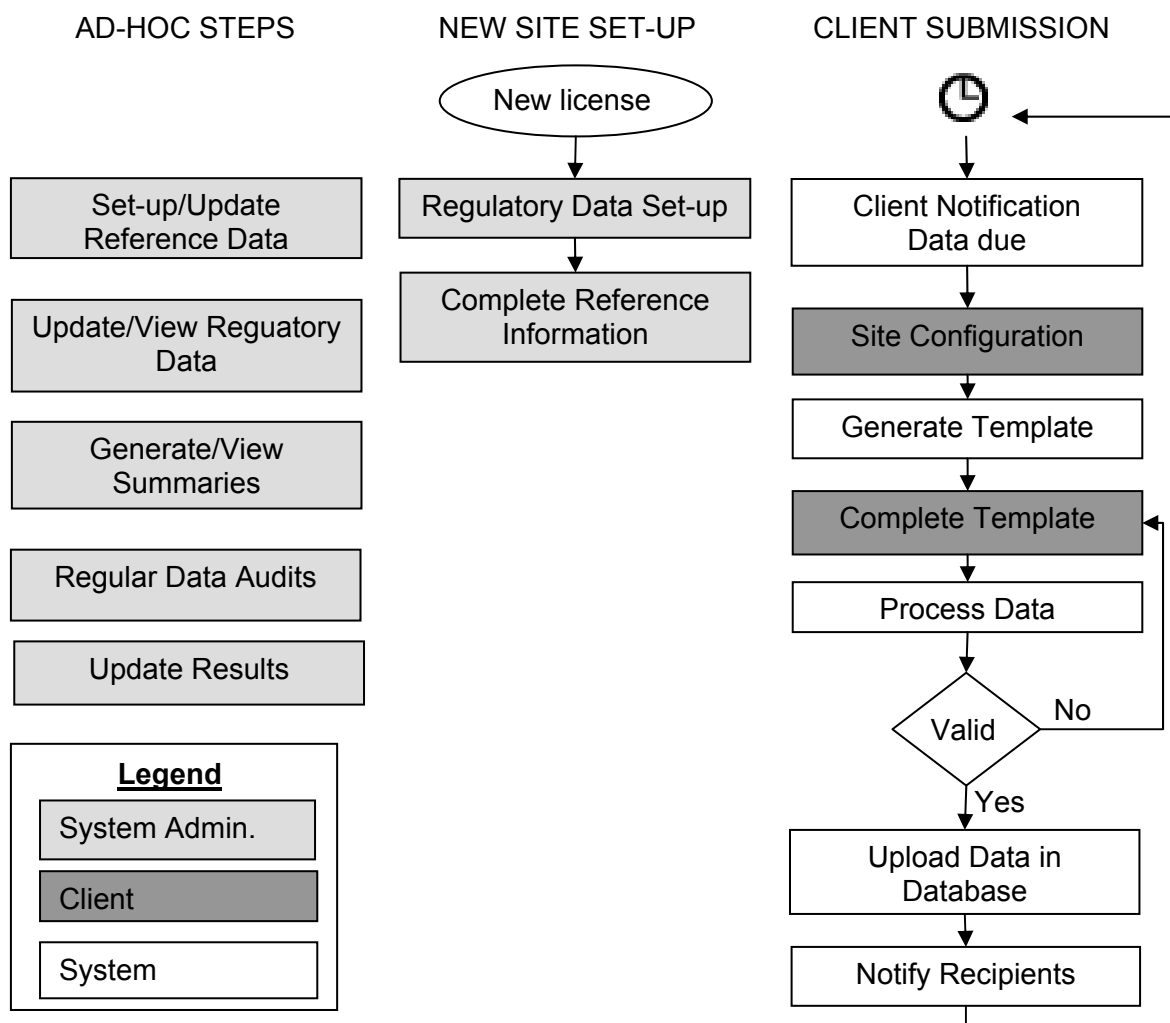 AD-HOC STEPS
Set-up/Update
Reference Data
Update/View Reguatory
Data
Generate/View
Summaries
Regular Data Audits
Update Results
Legend
System Admin.
Client
System
NEW SITE SET-UP
New license
Regulatory Data Set-up
Complete Reference
Information
CLIENT SUBMISSION
Client Notification
Data due
Site Configuration
Generate Template
Complete Template
Process Data
Valid
No
Yes
Upload Data in
Database
Notify Recipients